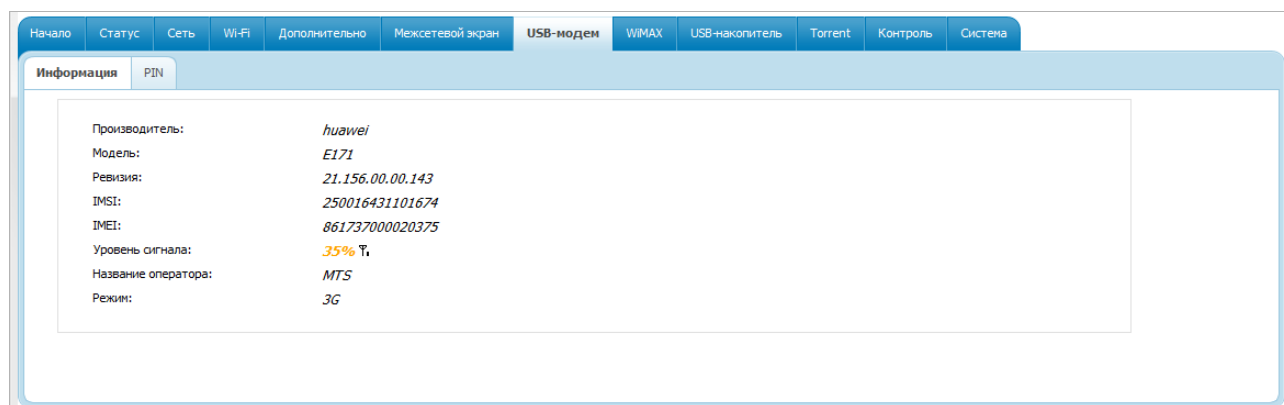 Начало Статус Сеть Wi-Fi Дополнительно Межсетевой экран USB-модем WiMAX USB-накопитель Torrent Контроль Система
Информация PIN
Производитель: huawei
Модель: E171
Ревизия: 21.156.00.00.143
IMSI: 250016431101674
IMEI: 861737000020375
Уровень сигнала: 35%
Название оператора: MTS
Режим: 3G